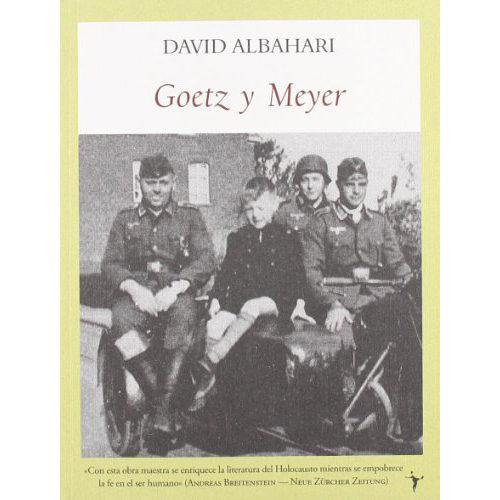 DAVID ALBAHARI
Goetz y Meyer
«Con esta obra maestra se enriquece la literatura del Holocausto mientras se empobrece
la fe en el ser humano» (ANDREAS BREITENSTEIN — NEUE ZÜRCHER ZEITUNG)